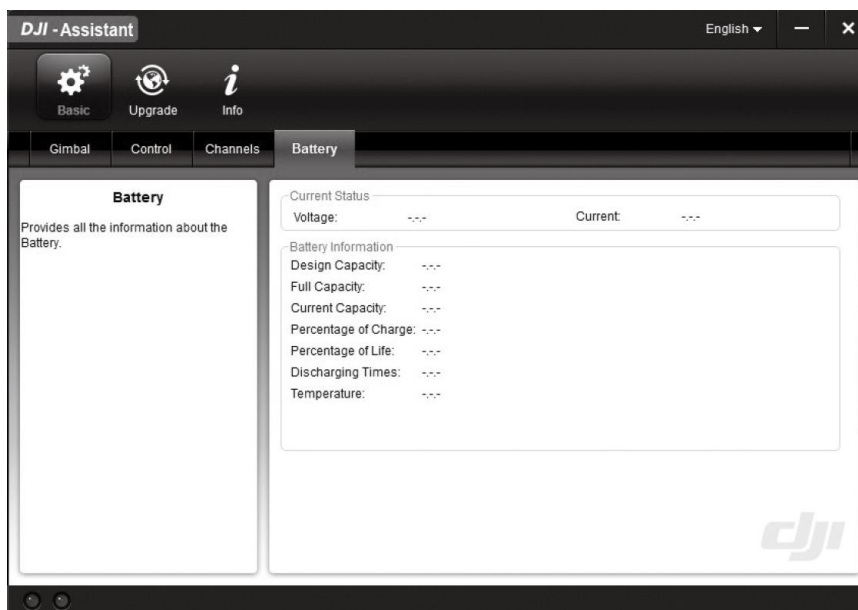 DJI - Assistant
English
Basic
Upgrade
Info
Gimbal
Control
Channels
Battery
Battery
Provides all the information about the
Battery.
Current Status
Voltage: -.-.-
Current: -.-.-
Battery Information
Design Capacity: -.-.-
Full Capacity: -.-.-
Current Capacity: -.-.-
Percentage of Charge: -.-.-
Percentage of Life: -.-.-
Discharging Times: -.-.-
Temperature: -.-.-
dji